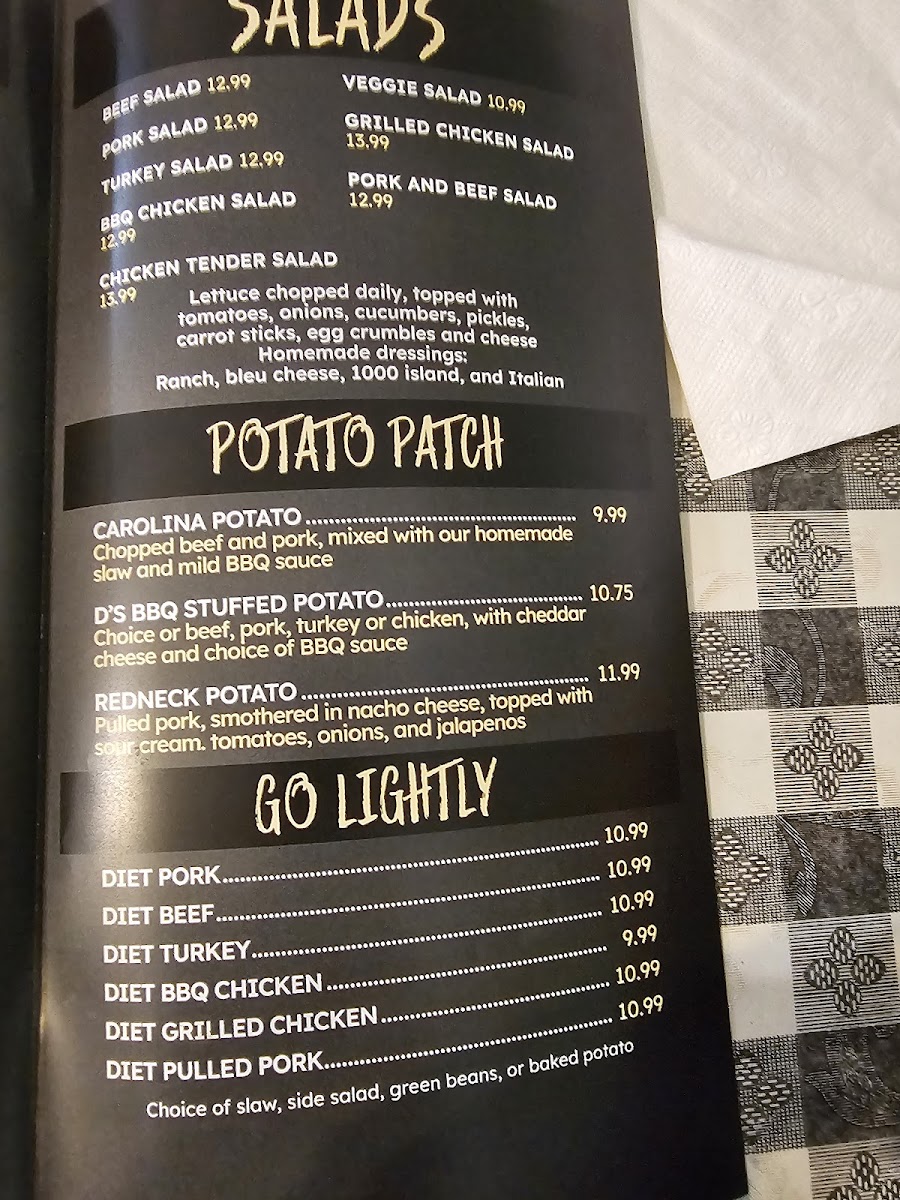 SALADS
BEEF SALAD 12.99
PORK SALAD 12.99
TURKEY SALAD 12.99
BBQ CHICKEN SALAD
12.99
CHICKEN TENDER SALAD
13.99
VEGGIE SALAD 10.99
GRILLED CHICKEN SALAD
13.99
PORK AND BEEF SALAD
12.99
Lettuce chopped daily, topped with
tomatoes, onions, cucumbers, pickles,
carrot sticks, egg crumbles and cheese
Homemade dressings:
Ranch, bleu cheese, 1000 island, and Italian
POTATO PATCH
CAROLINA POTATO 9.99
Chopped beef and pork, mixed with our homemade
slaw and mild BBQ sauce
D'S BBQ STUFFED POTATO 10.75
Choice or beef, pork, turkey or chicken, with cheddar
cheese and choice of BBQ sauce
REDNECK POTATO 11.99
Pulled pork, smothered in nacho cheese, topped with
sour cream. tomatoes, onions, and jalapenos
GO LIGHTLY
DIET PORK 10.99
DIET BEEF 10.99
DIET TURKEY 10.99
DIET BBQ CHICKEN 9.99
DIET GRILLED CHICKEN 10.99
DIET PULLED PORK 10.99
Choice of slaw, side salad, green beans, or baked potato